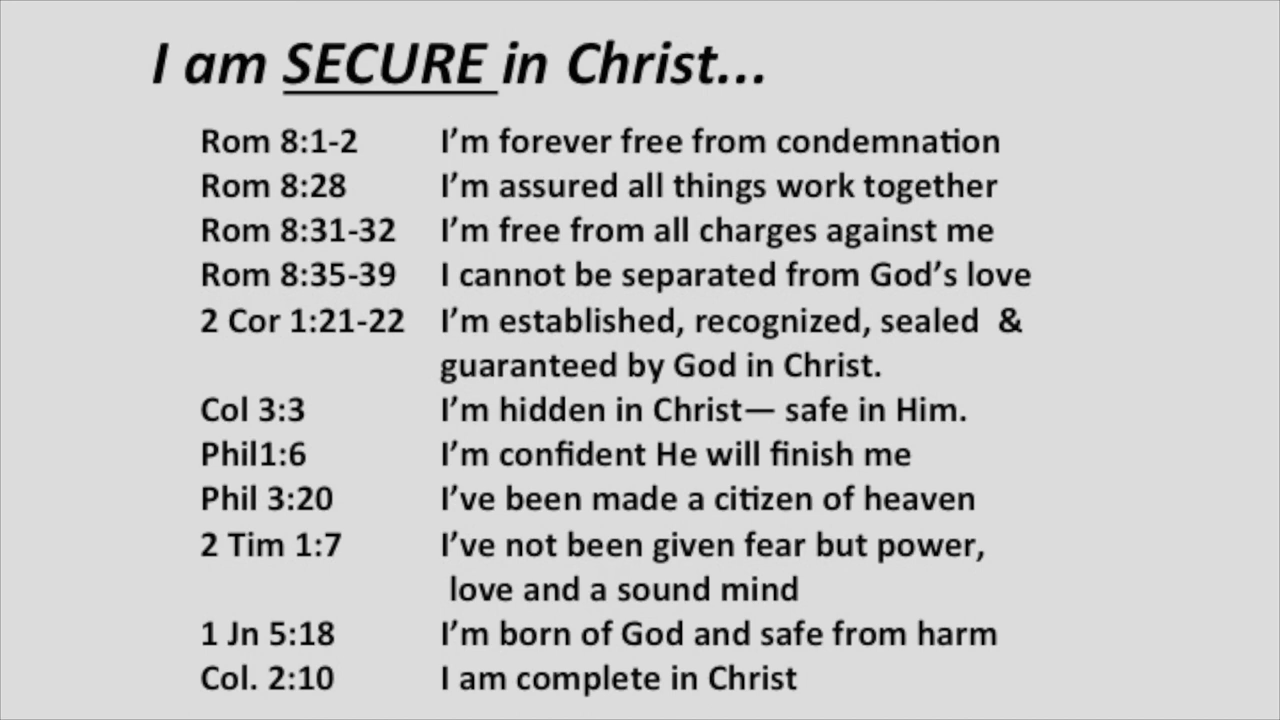 I am SECURE in Christ...
Rom 8:1-2 I’m forever free from condemnation
Rom 8:28 I’m assured all things work together
Rom 8:31-32 I’m free from all charges against me
Rom 8:35-39 I cannot be separated from God’s love
2 Cor 1:21-22 I’m established, recognized, sealed &
guaranteed by God in Christ.
Col 3:3 I’m hidden in Christ— safe in Him.
Phil1:6 I’m confident He will finish me
Phil 3:20 I’ve been made a citizen of heaven
2 Tim 1:7 I’ve not been given fear but power,
love and a sound mind
1 Jn 5:18 I’m born of God and safe from harm
Col. 2:10 I am complete in Christ